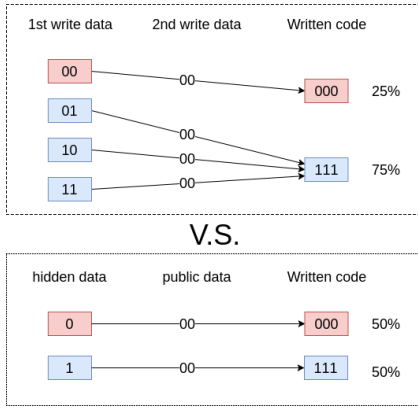 1st write data 2nd write data Written code
00 00 000 25%
01 00
10 00 111 75%
11 00
V.S.
hidden data public data Written code
0 00 000 50%
1 00 111 50%